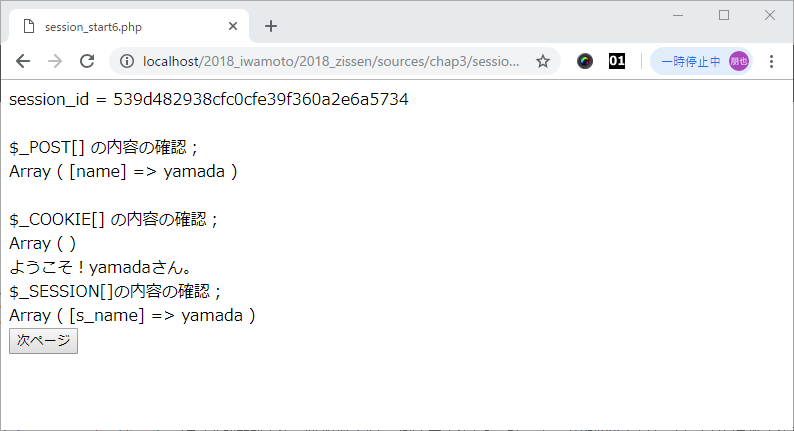 session_start6.php
localhost/2018_iwamoto/2018_zissen/sources/chap3/sessio...
01
一時停止中
朋也
session_id = 539d482938cfc0cfe39f360a2e6a5734
$_POST[] の内容の確認；
Array ( [name] => yamada )
$_COOKIE[] の内容の確認；
Array ( )
ようこそ！yamadaさん。
$_SESSION[]の内容の確認；
Array ( [s_name] => yamada )
次ページ